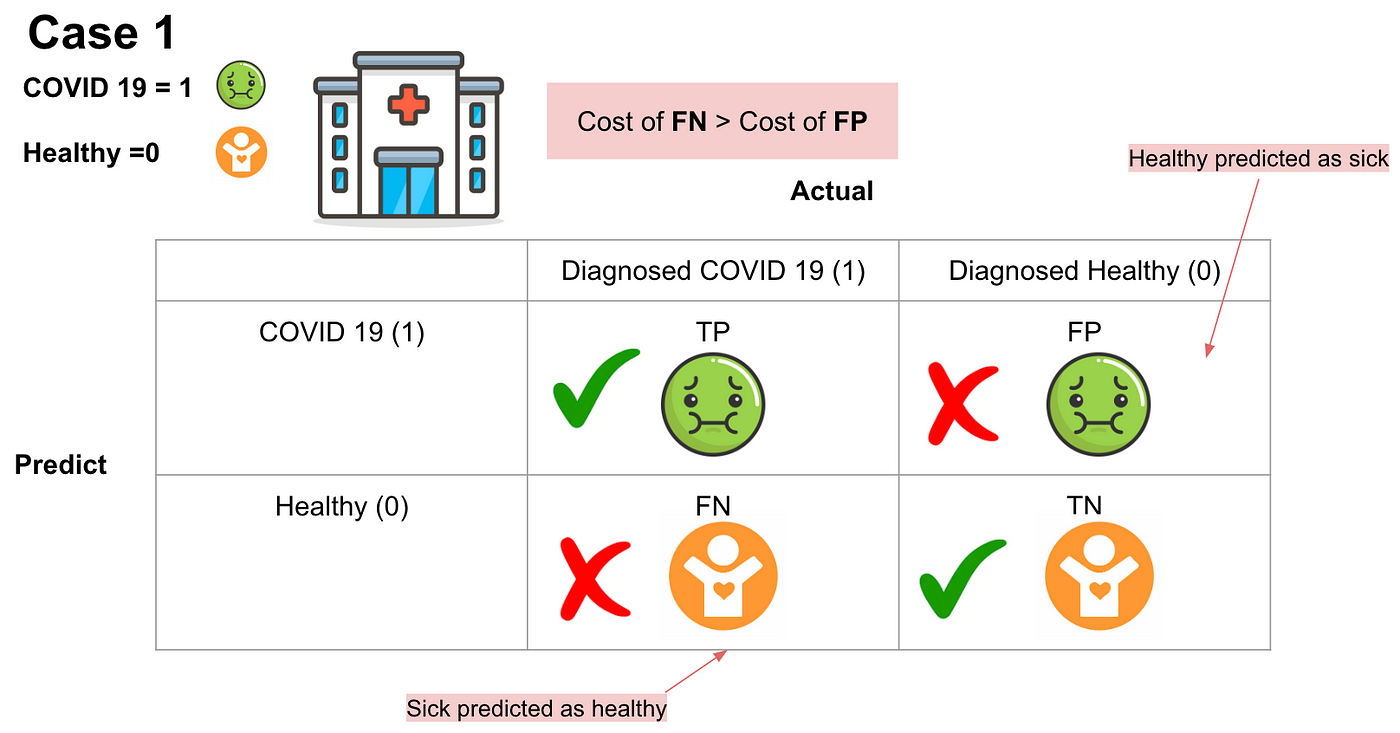 Case 1
COVID 19 = 1
Healthy =0
Cost of FN > Cost of FP
Healthy predicted as sick
Actual
Diagnosed COVID 19 (1)
Diagnosed Healthy (0)
COVID 19 (1)
TP
FP
Predict
Healthy (0)
FN
TN
Sick predicted as healthy